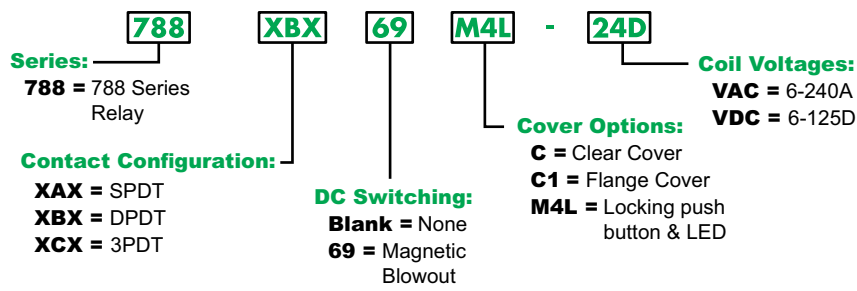 788 XBX 69 M4L - 24D
Series:
788 = 788 Series
Relay
Contact Configuration:
XAX = SPDT
XBX = DPDT
XCX = 3PDT
DC Switching:
Blank = None
69 = Magnetic
Blowout
Cover Options:
C = Clear Cover
C1 = Flange Cover
M4L = Locking push
button & LED
Coil Voltages:
VAC = 6-240A
VDC = 6-125D